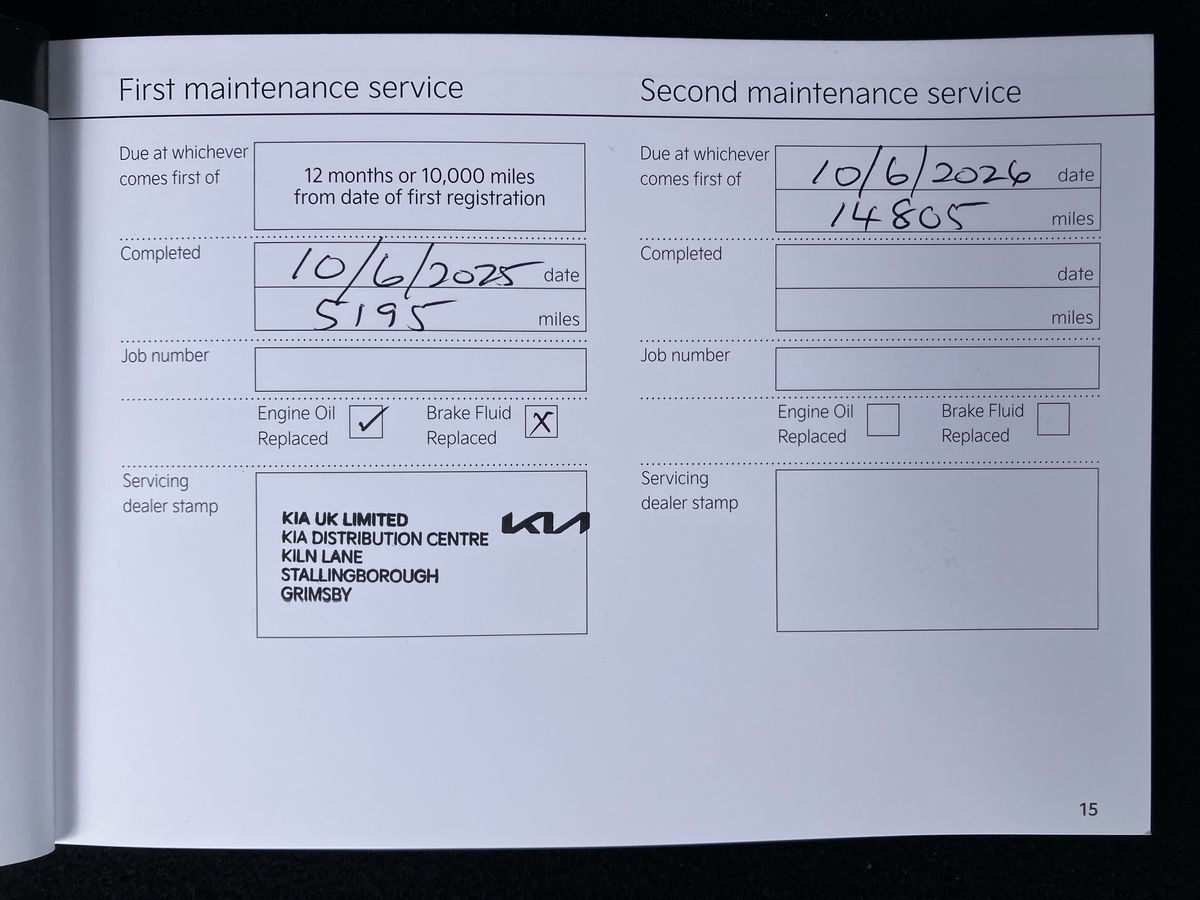 First maintenance service
Due at whichever
comes first of
12 months or 10,000 miles
from date of first registration
Completed
10/6/2025 date
5195 miles
Job number
Engine Oil
Replaced
✓
Brake Fluid
Replaced
X
Servicing
dealer stamp
KIA UK LIMITED
KIA
KIA DISTRIBUTION CENTRE
KILN LANE
STALLINGBOROUGH
GRIMSBY
Second maintenance service
Due at whichever
comes first of
10/6/2026 date
14805 miles
Completed
date
miles
Job number
Engine Oil
Replaced
Brake Fluid
Replaced
Servicing
dealer stamp
15